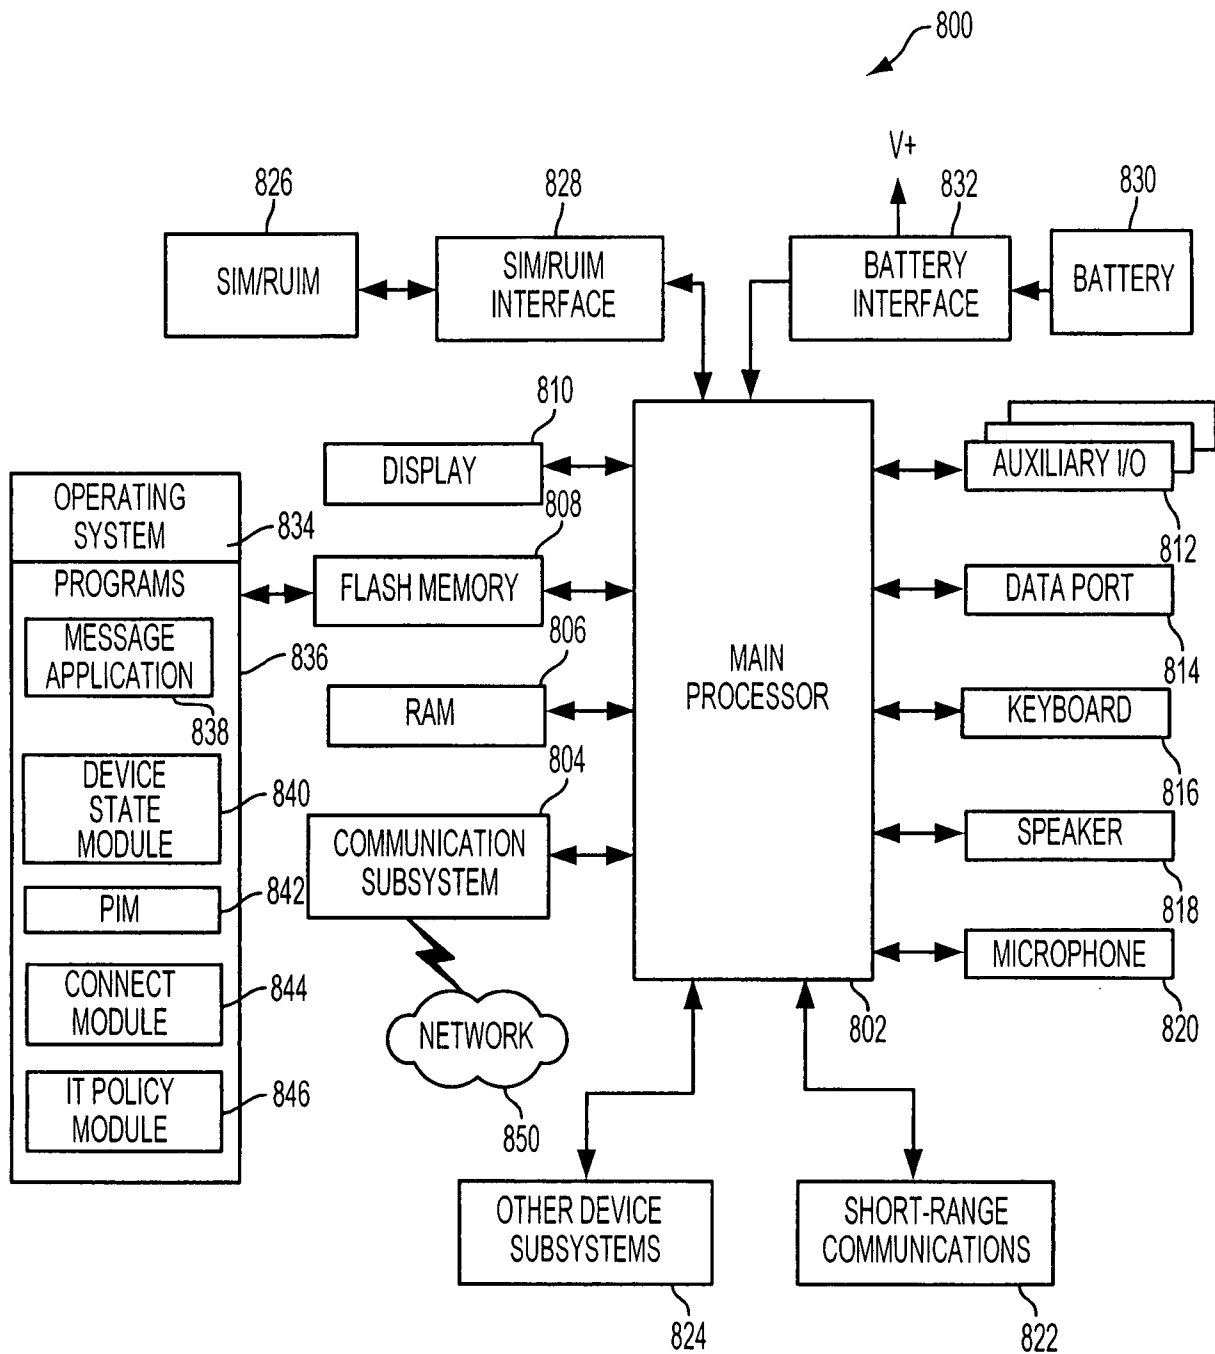 800
V+
826
828
832
830
SIM/RUIM
SIM/RUIM
INTERFACE
BATTERY
INTERFACE
BATTERY
810
DISPLAY
AUXILIARY I/O
812
OPERATING
SYSTEM
834
808
PROGRAMS
FLASH MEMORY
DATA PORT
814
MESSAGE
APPLICATION
836
838
806
RAM
MAIN
PROCESSOR
KEYBOARD
816
DEVICE
STATE
MODULE
840
804
COMMUNICATION
SUBSYSTEM
SPEAKER
818
PIM
842
MICROPHONE
820
CONNECT
MODULE
844
NETWORK
850
802
IT POLICY
MODULE
846
OTHER DEVICE
SUBSYSTEMS
824
SHORT-RANGE
COMMUNICATIONS
822